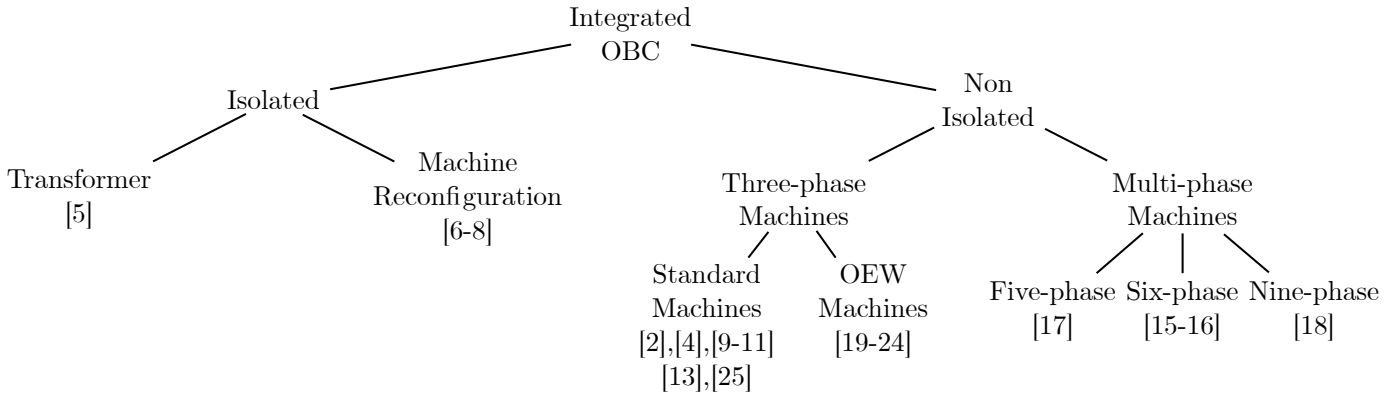 Integrated
OBC
Isolated
Non
Isolated
Transformer
[5]
Machine
Reconfiguration
[6-8]
Three-phase
Machines
Multi-phase
Machines
Standard
Machines
[2],[4],[9-11]
[13],[25]
OEW
Machines
[19-24]
Five-phase
[17]
Six-phase
[15-16]
Nine-phase
[18]